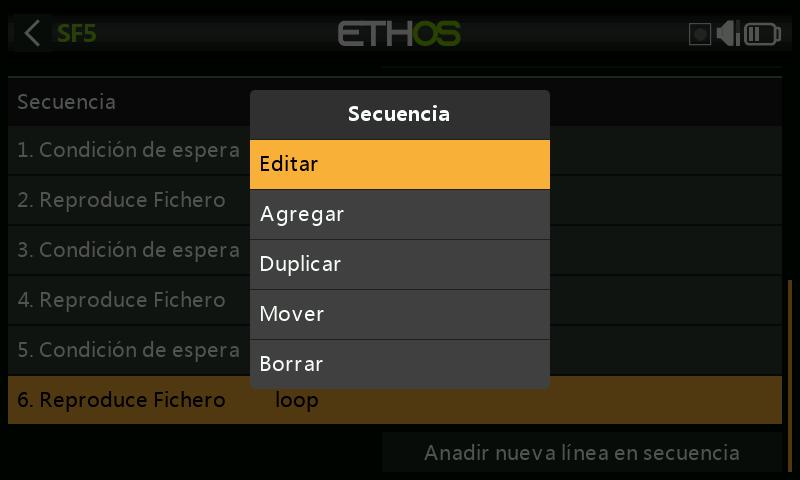 SF5
ETHOS
Secuencia
Secuencia
1. Condición de espera
Editar
2. Reproduce Fichero
Agregar
3. Condición de espera
Duplicar
4. Reproduce Fichero
Mover
5. Condición de espera
Borrar
6. Reproduce Fichero loop
Anadir nueva línea en secuencia